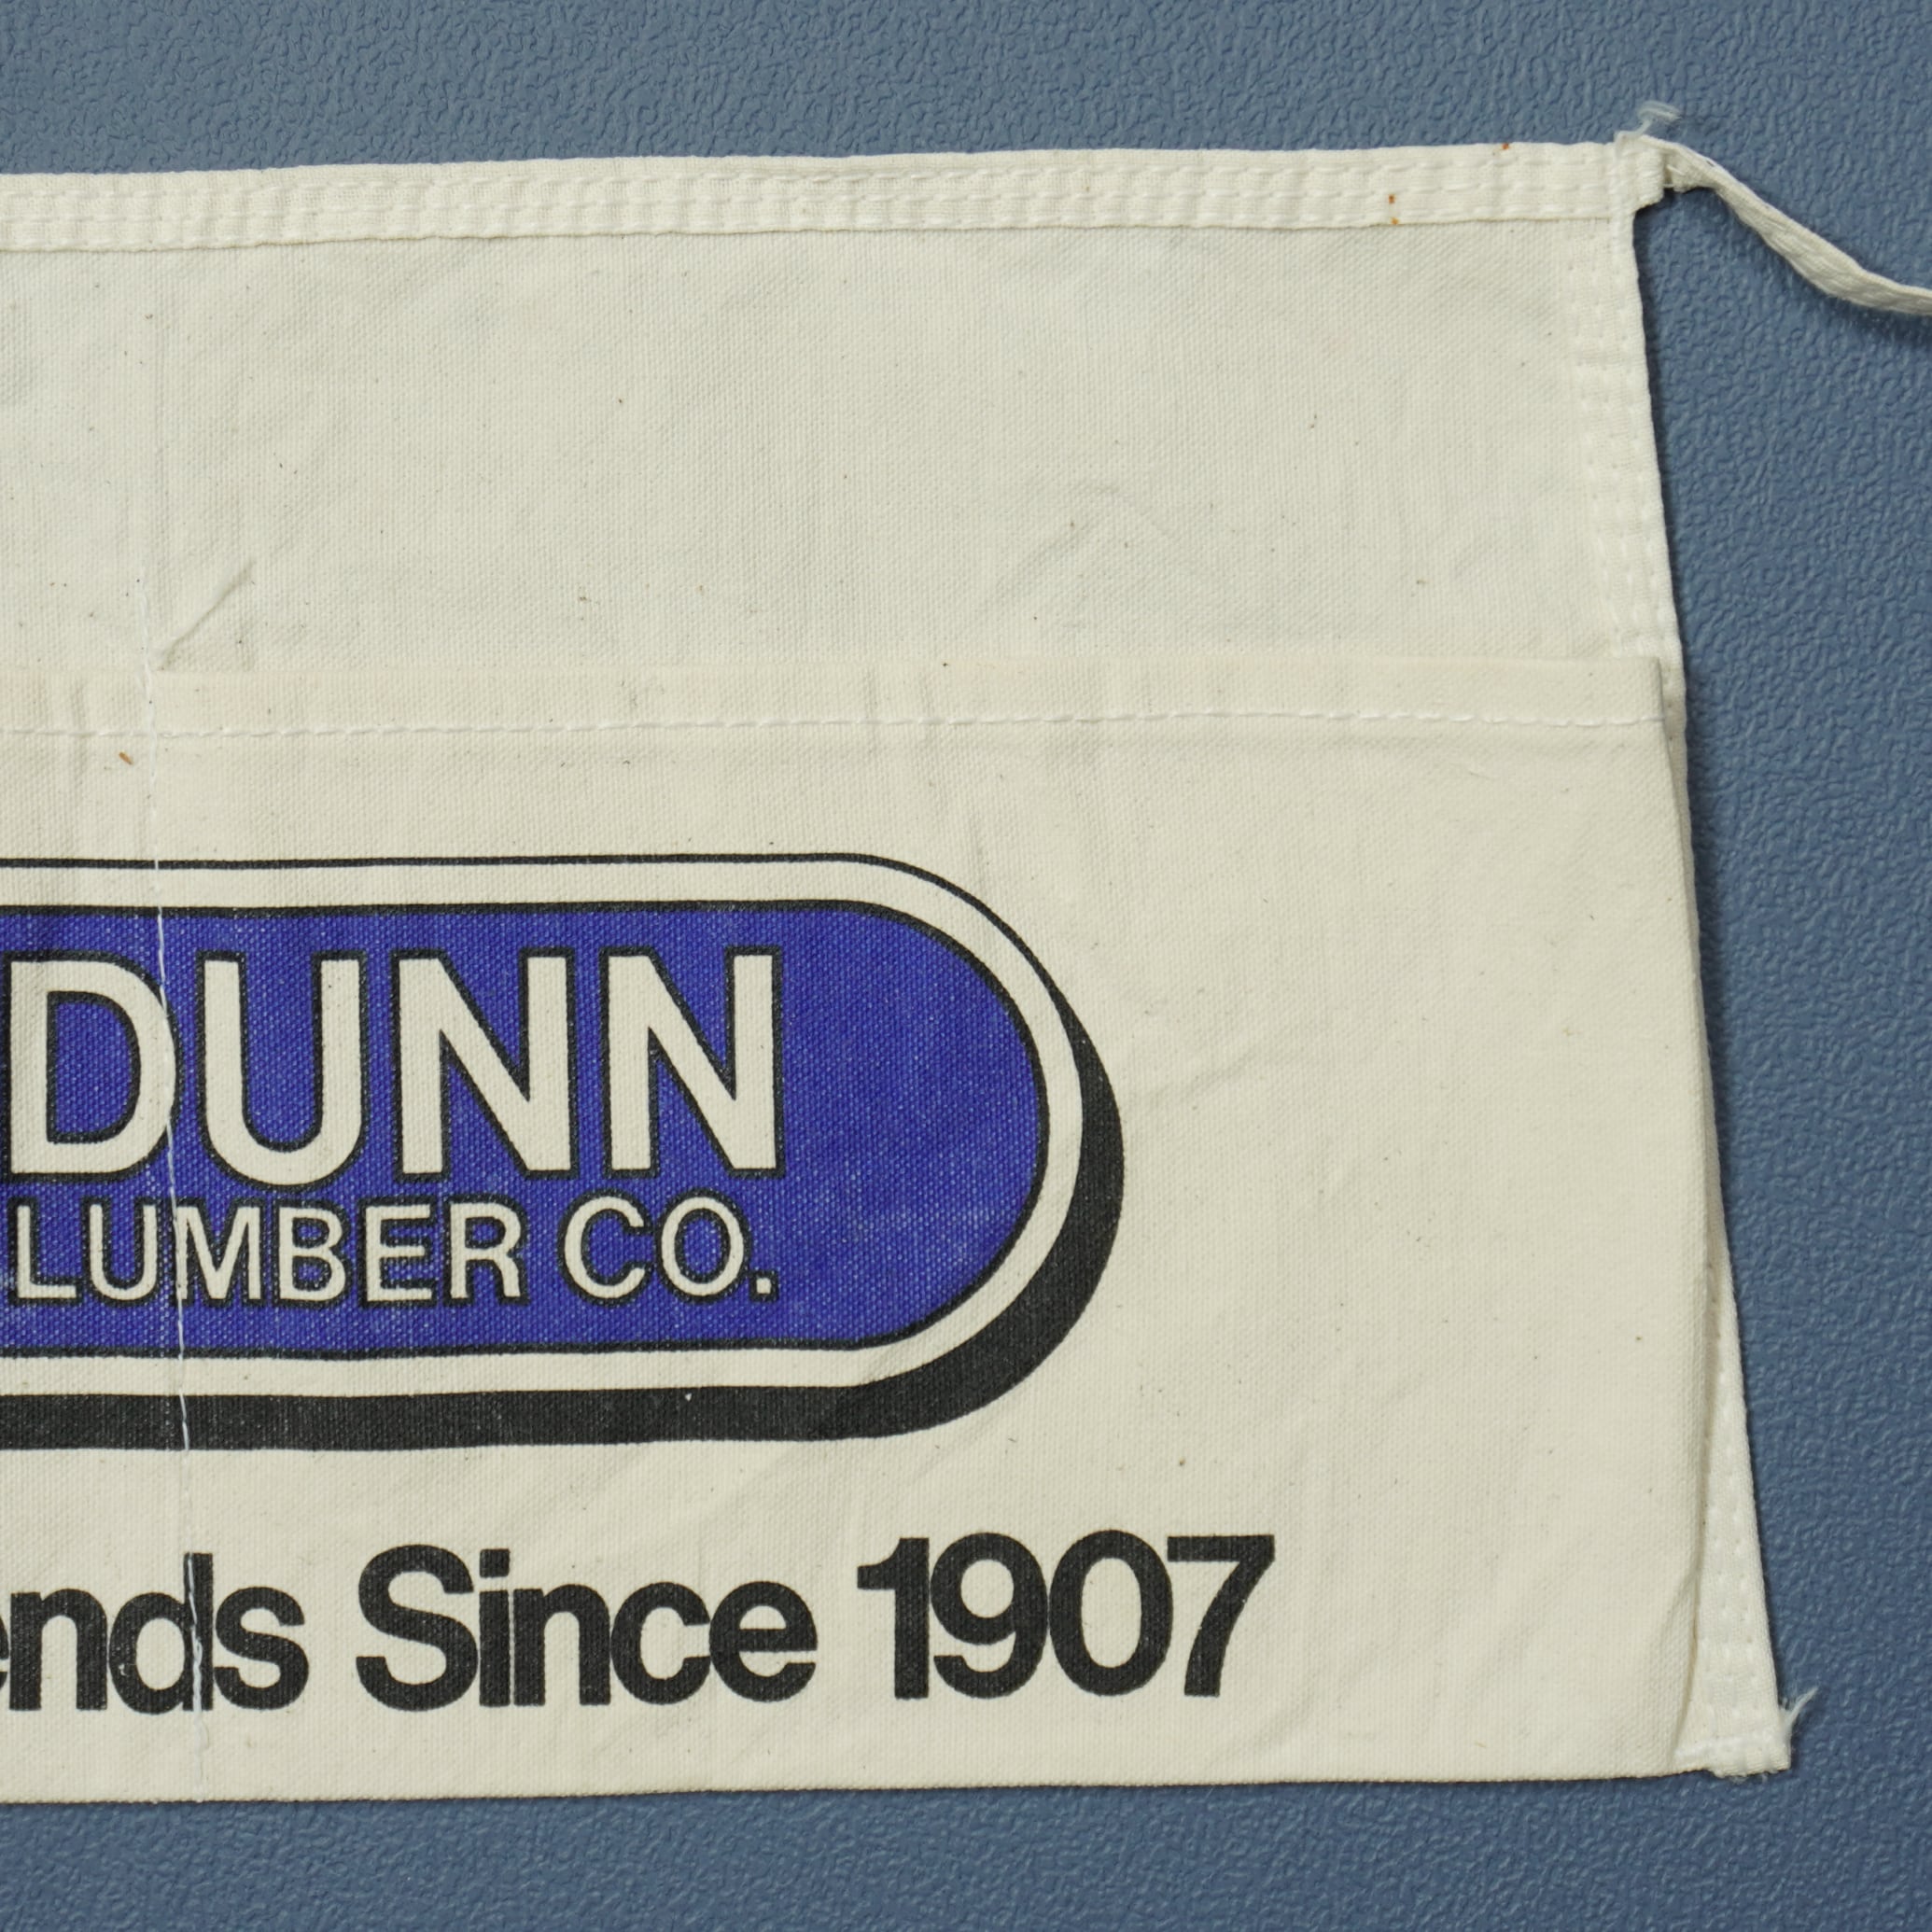 DUNN
LUMBER CO.
ends Since 1907